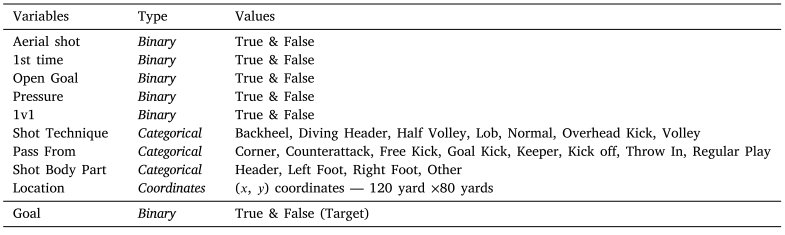 Variables Type Values
Aerial shot Binary True & False
1st time Binary True & False
Open Goal Binary True & False
Pressure Binary True & False
1v1 Binary True & False
Shot Technique Categorical Backheel, Diving Header, Half Volley, Lob, Normal, Overhead Kick, Volley
Pass From Categorical Corner, Counterattack, Free Kick, Goal Kick, Keeper, Kick off, Throw In, Regular Play
Shot Body Part Categorical Header, Left Foot, Right Foot, Other
Location Coordinates (x, y) coordinates — 120 yard ×80 yards
Goal Binary True & False (Target)